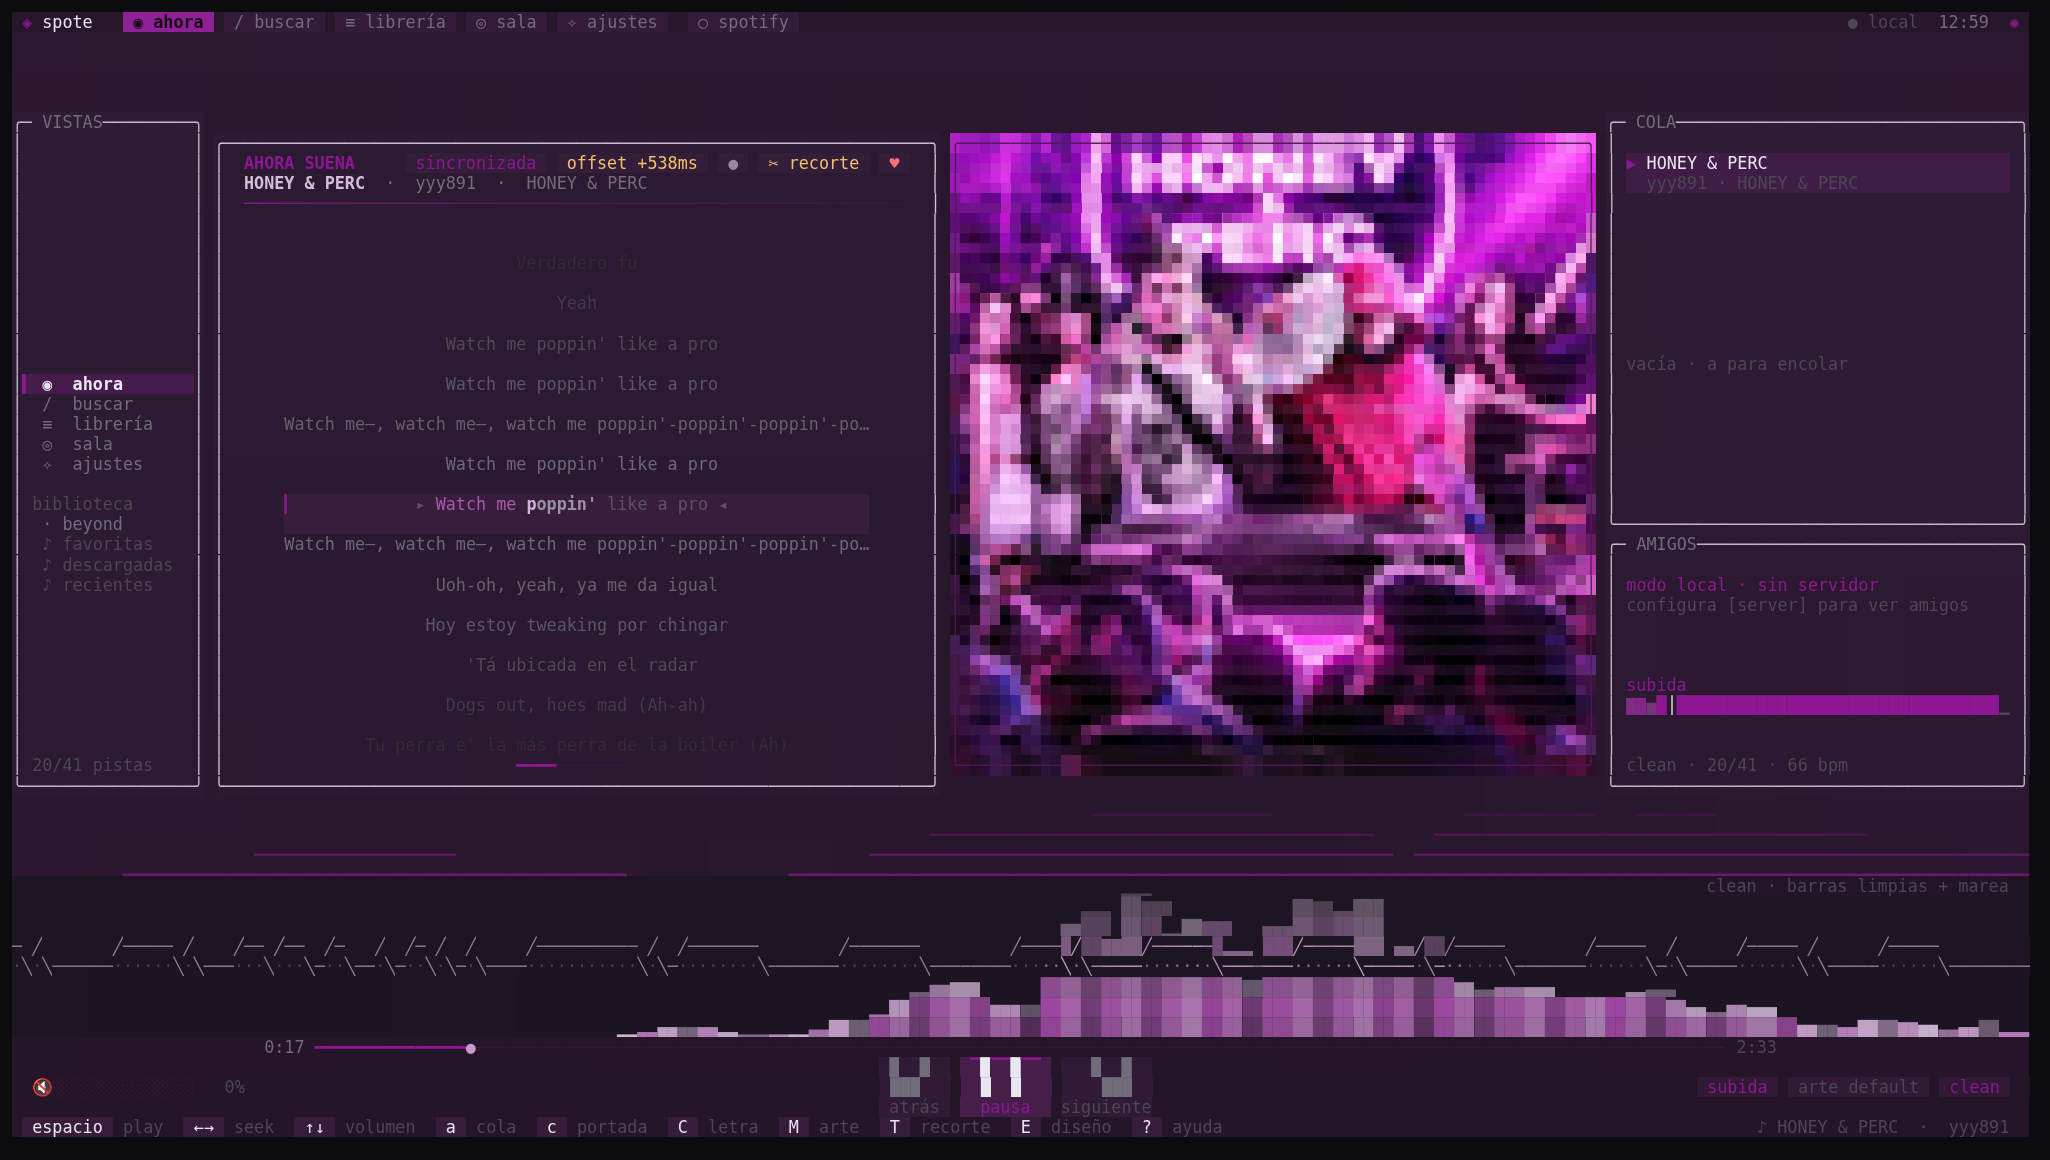 ◈ spote ◉ ahora / buscar ≡ librería ◎ sala ✧ ajustes ○ spotify ● local 12:59
VISTAS
◉ ahora
/ buscar
≡ librería
◎ sala
✧ ajustes
biblioteca
· beyond
♪ favoritas
♪ descargadas
♪ recientes
20/41 pistas
AHORA SUENA sincronizada offset +538ms ● ✂ recorte ♥
HONEY & PERC · yyy891 · HONEY & PERC
Verdadero fu
Yeah
Watch me poppin' like a pro
Watch me poppin' like a pro
Watch me—, watch me—, watch me poppin'-poppin'-poppin'-po…
Watch me poppin' like a pro
▸ Watch me poppin' like a pro ◂
Watch me—, watch me—, watch me poppin'-poppin'-poppin'-po…
Uoh-oh, yeah, ya me da igual
Hoy estoy tweaking por chingar
'Tá ubicada en el radar
Dogs out, hoes mad (Ah-ah)
Tu perra e' la más perra de la boiler (Ah)
COLA
▶ HONEY & PERC
yyy891 · HONEY & PERC
vacía · a para encolar
AMIGOS
modo local · sin servidor
configura [server] para ver amigos
subida
clean · 20/41 · 66 bpm
clean · barras limpias + marea
0:17 2:33
0%
atrás pausa siguiente
subida arte default clean
espacio play ←→ seek ↑↓ volumen a cola c portada C letra M arte T recorte E diseño ? ayuda ♪ HONEY & PERC · yyy891